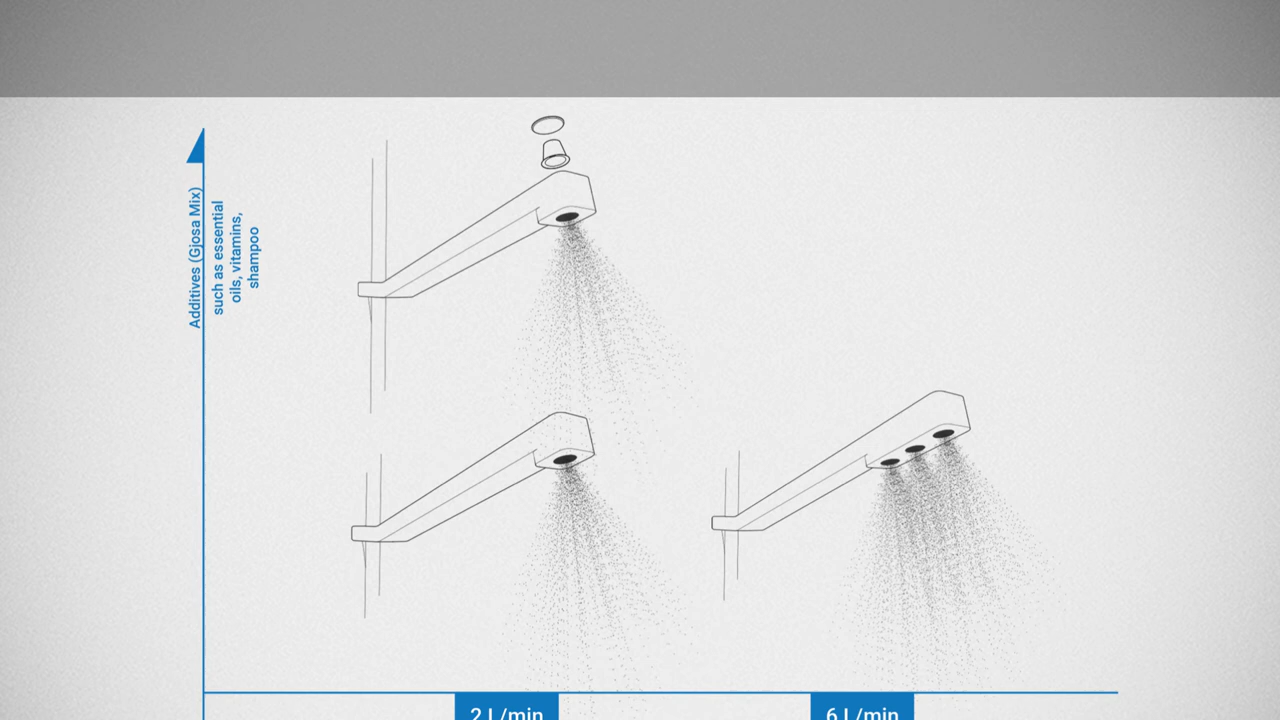 Additives (Gjosa Mix)
such as essential
oils, vitamins,
shampoo
2 L/min
6 L/min